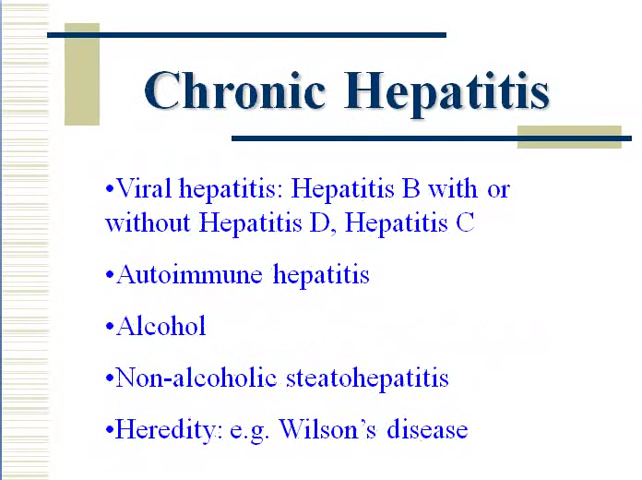 Chronic Hepatitis
•Viral hepatitis: Hepatitis B with or
without Hepatitis D, Hepatitis C
•Autoimmune hepatitis
•Alcohol
•Non-alcoholic steatohepatitis
•Heredity: e.g. Wilson’s disease